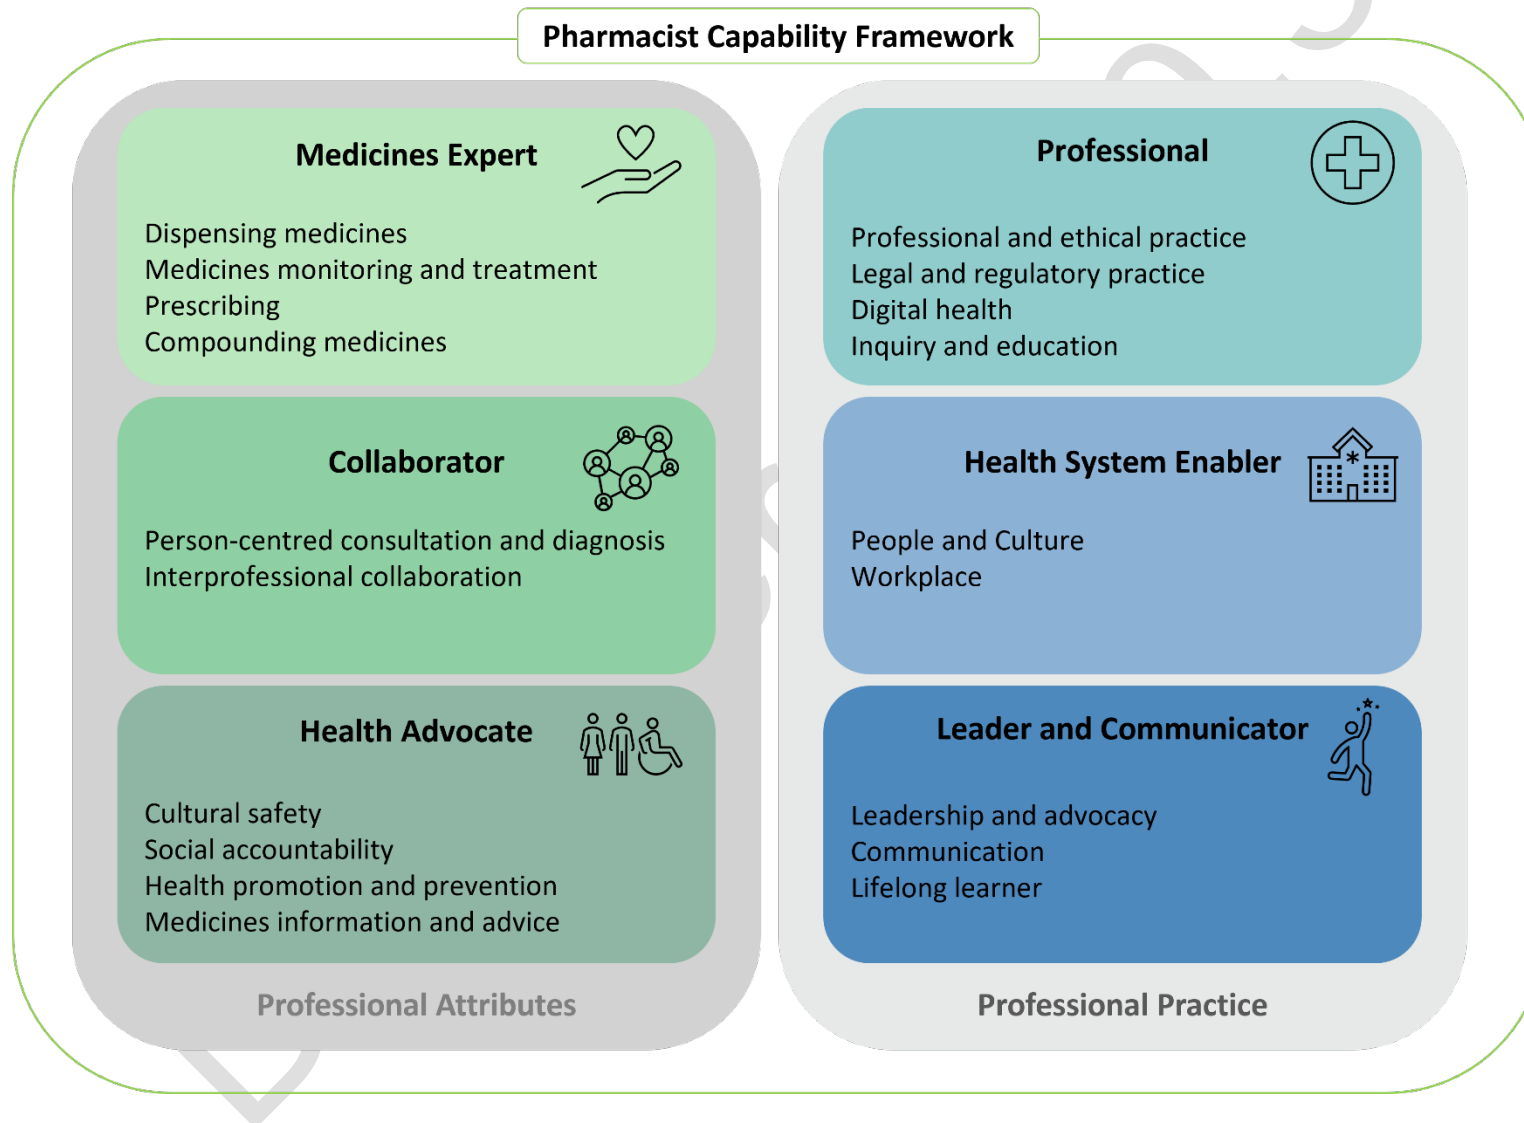 Pharmacist Capability Framework
Medicines Expert
Dispensing medicines
Medicines monitoring and treatment
Prescribing
Compounding medicines
Collaborator
Person-centred consultation and diagnosis
Interprofessional collaboration
Health Advocate
Cultural safety
Social accountability
Health promotion and prevention
Medicines information and advice
Professional Attributes
Professional
Professional and ethical practice
Legal and regulatory practice
Digital health
Inquiry and education
Health System Enabler
People and Culture
Workplace
Leader and Communicator
Leadership and advocacy
Communication
Lifelong learner
Professional Practice